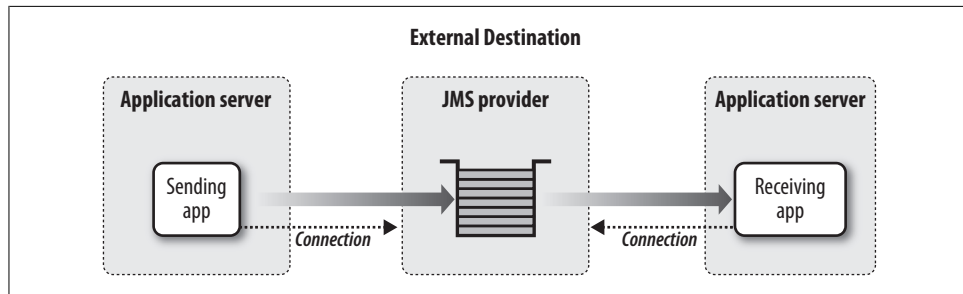 External Destination
Application server
JMS provider
Application server
Sending
app
Receiving
app
Connection
Connection